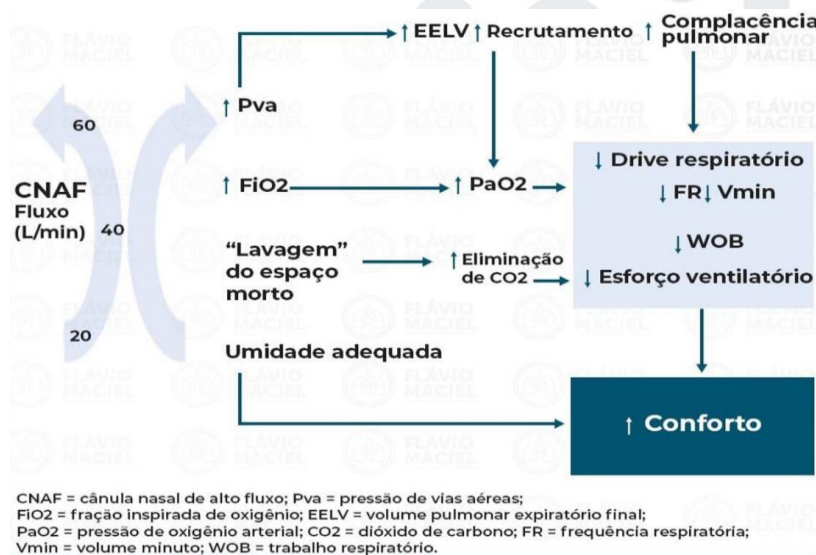 ↑ EELV ↑ Recrutamento ↑ Complacência
pulmonar
↑ Pva
60
↓ Drive respiratório
CNAF
Fluxo
(L/min)
40
↑ FiO2
↑ PaO2
↓ FR ↓ Vmin
“Lavagem”
do espaço
morto
↑ Eliminação
de CO2
↓ WOB
↓ Esforço ventilatório
20
Umidade adequada
↑ Conforto
CNAF = cânula nasal de alto fluxo; Pva = pressão de vias aéreas;
FiO2 = fração inspirada de oxigênio; EELV = volume pulmonar expiratório final;
PaO2 = pressão de oxigênio arterial; CO2 = dióxido de carbono; FR = frequência respiratória;
Vmin = volume minuto; WOB = trabalho respiratório.
FLÁVIO
MACIEL